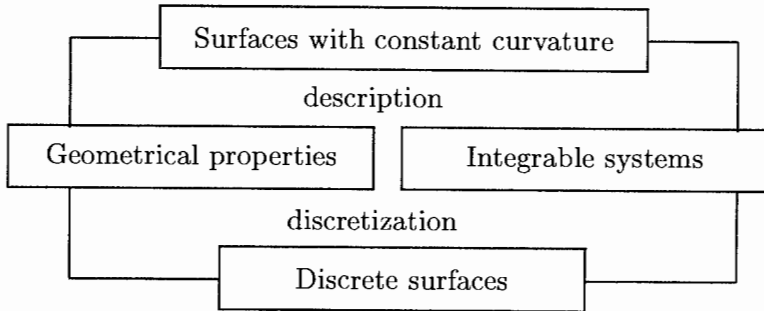 Surfaces with constant curvature
description
Geometrical properties
Integrable systems
discretization
Discrete surfaces